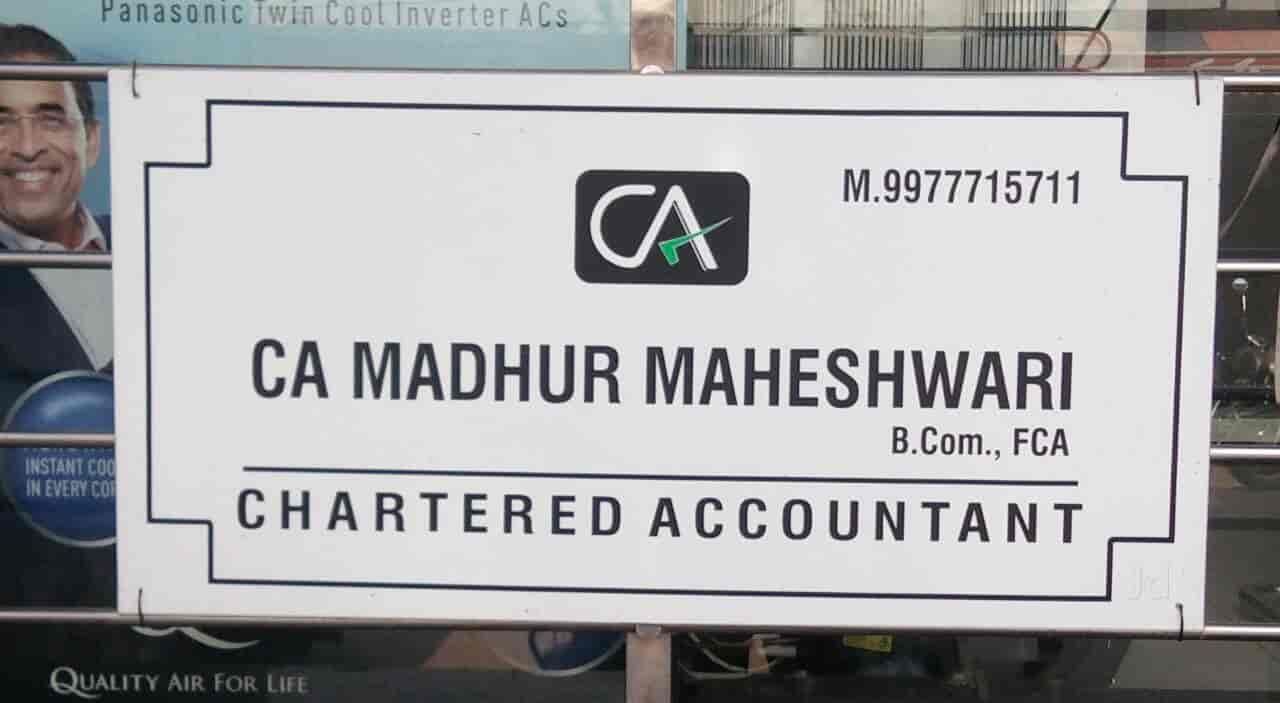 Panasonic Twin Cool Inverter ACs
CA
M.9977715711
CA MADHUR MAHESHWARI
B.Com., FCA
CHARTERED ACCOUNTANT
INSTANT COO
IN EVERY COR
Jd
QUALITY AIR FOR LIFE